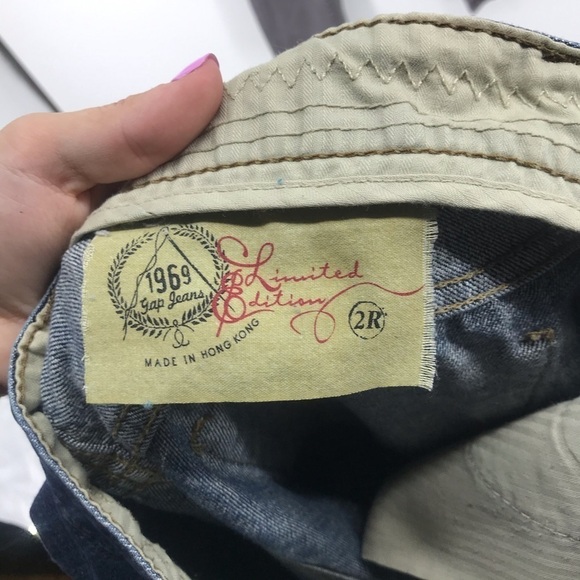 1969
Gap Jeans
MADE IN HONG KONG
Limited
Edition
2R